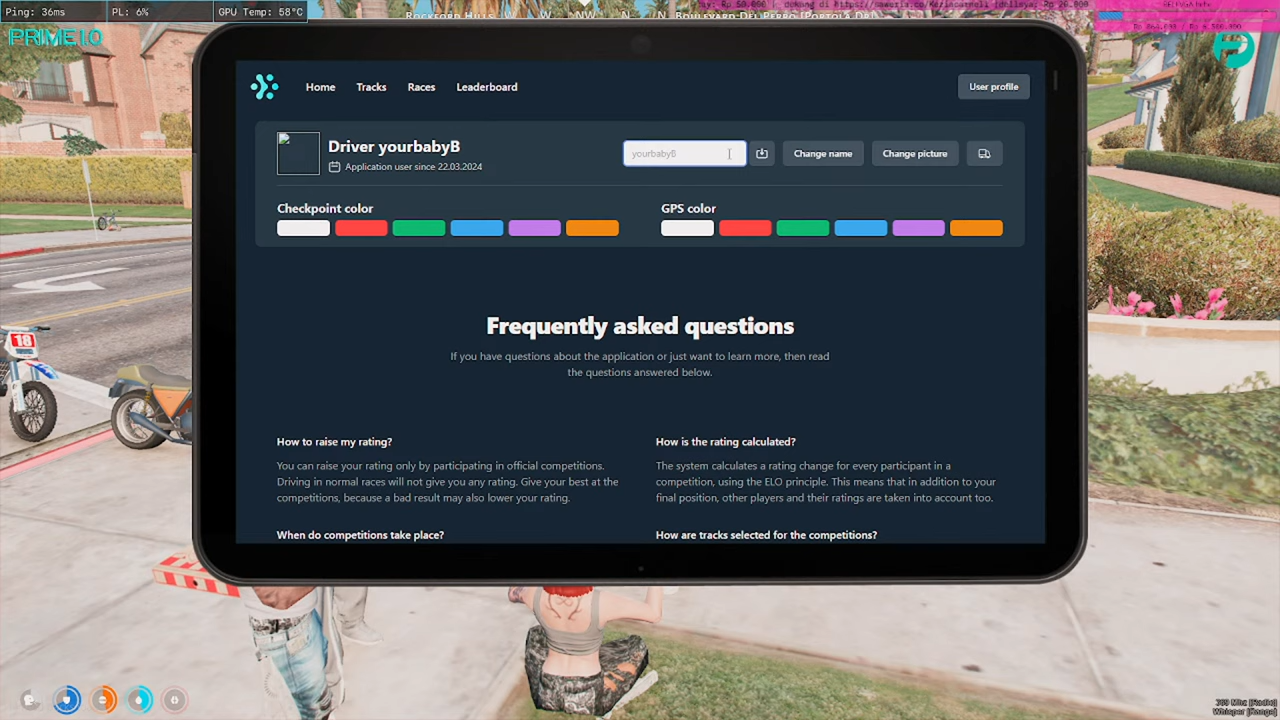 Ping: 36ms
PL: 6%
GPU Temp: 58°C
PRIME1.0
Home
Tracks
Races
Leaderboard
User profile
Driver yourbabyB
Application user since 22.03.2024
yourbabyB
Change name
Change picture
Checkpoint color
GPS color
Frequently asked questions
If you have questions about the application or just want to learn more, then read
the questions answered below.
How to raise my rating?
You can raise your rating only by participating in official competitions.
Driving in normal races will not give you any rating. Give your best at the
competitions, because a bad result may also lower your rating.
How is the rating calculated?
The system calculates a rating change for every participant in a
competition, using the ELO principle. This means that in addition to your
final position, other players and their ratings are taken into account too.
When do competitions take place?
How are tracks selected for the competitions?
18